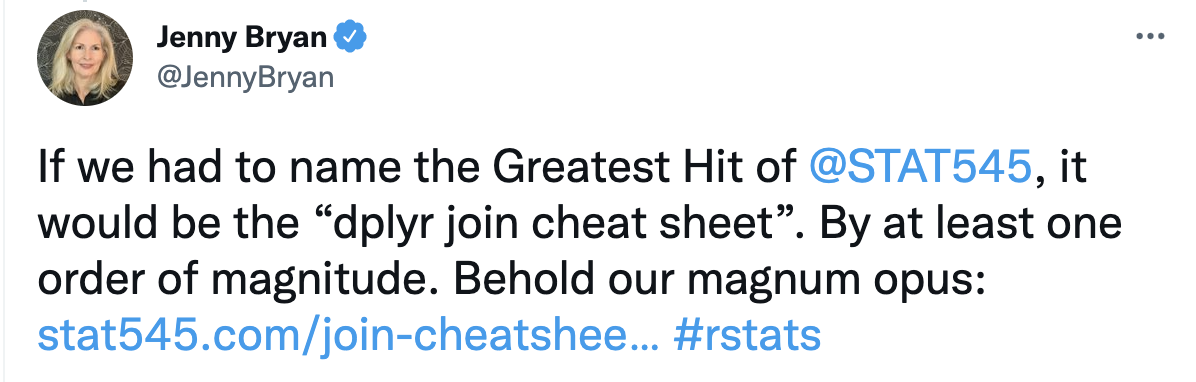 Jenny Bryan
@JennyBryan
If we had to name the Greatest Hit of @STAT545, it
would be the “dplyr join cheat sheet”. By at least one
order of magnitude. Behold our magnum opus:
stat545.com/join-cheatshee… #rstats